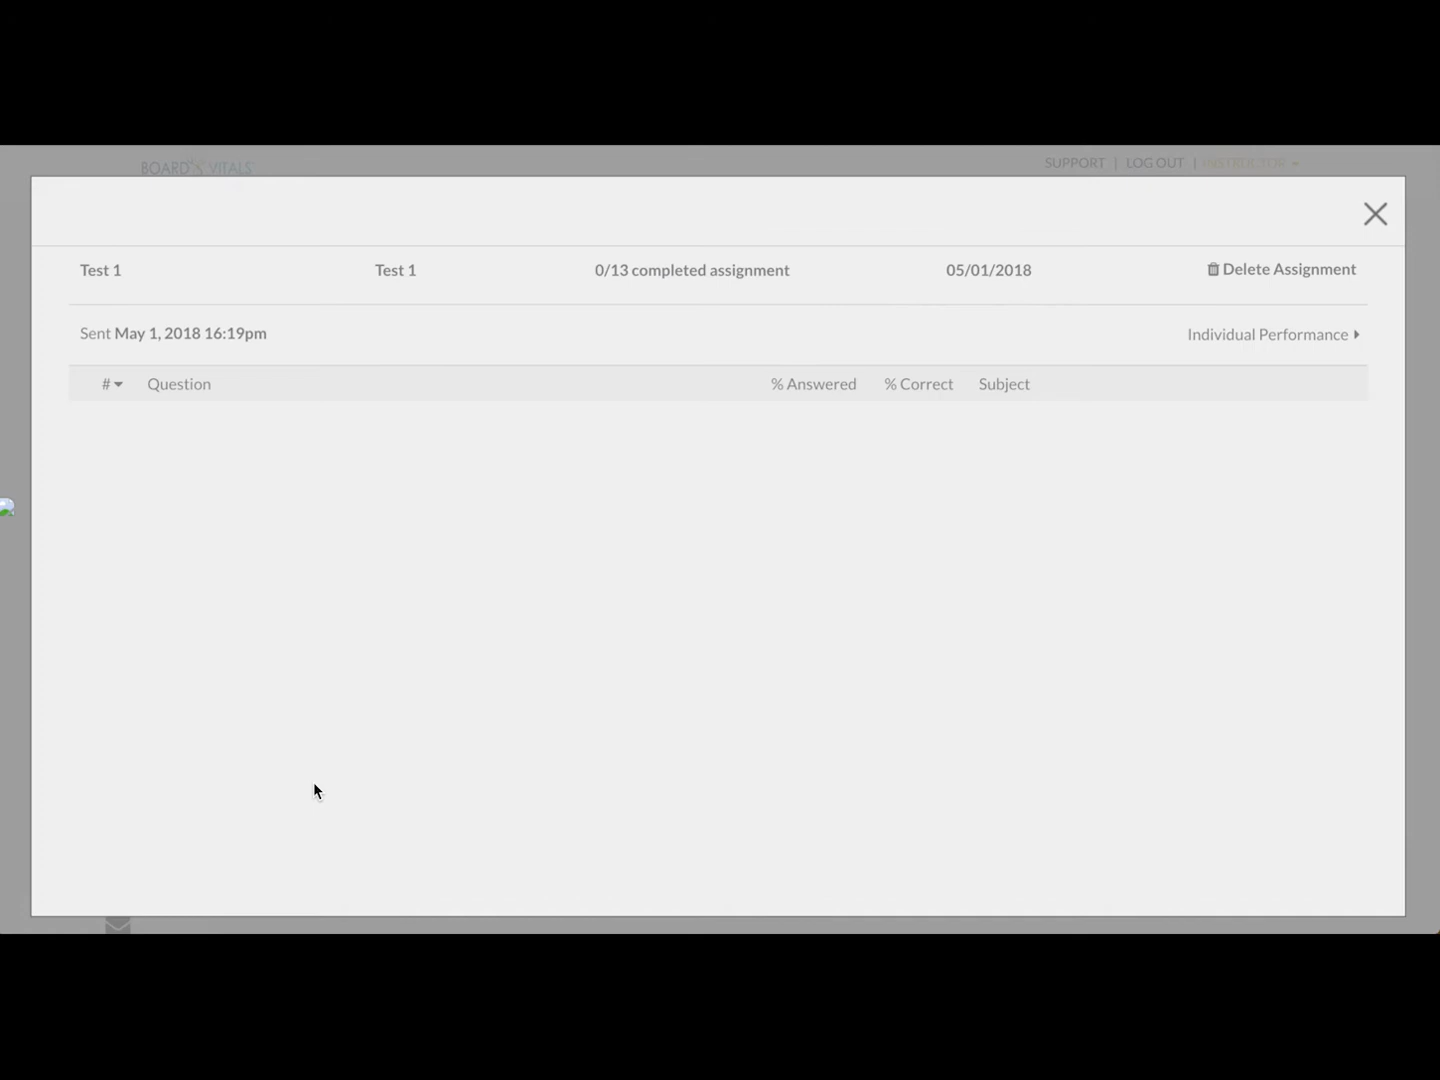 BOARD VITALS
SUPPORT | LOG OUT | INSTRUCTOR
Test 1 Test 1 0/13 completed assignment 05/01/2018 Delete Assignment
Sent May 1, 2018 16:19pm Individual Performance
# Question % Answered % Correct Subject